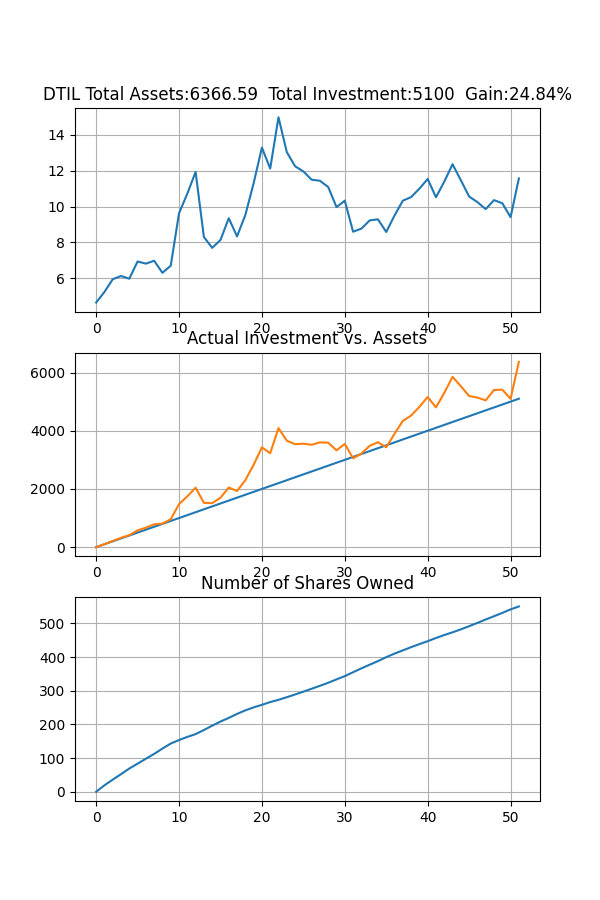 DTIL Total Assets:6366.59 Total Investment:5100 Gain:24.84%
14
12
10
8
6
0 10 20 30 40 50
Actual Investment vs. Assets
6000
4000
2000
0
0 10 20 30 40 50
Number of Shares Owned
500
400
300
200
100
0
0 10 20 30 40 50